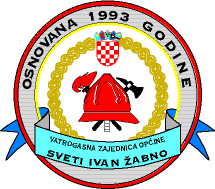 OSNOVANA 1993 GODINE
VATROGASNA ZAJEDNICA OPĆINE
SVETI IVAN ŽABNO